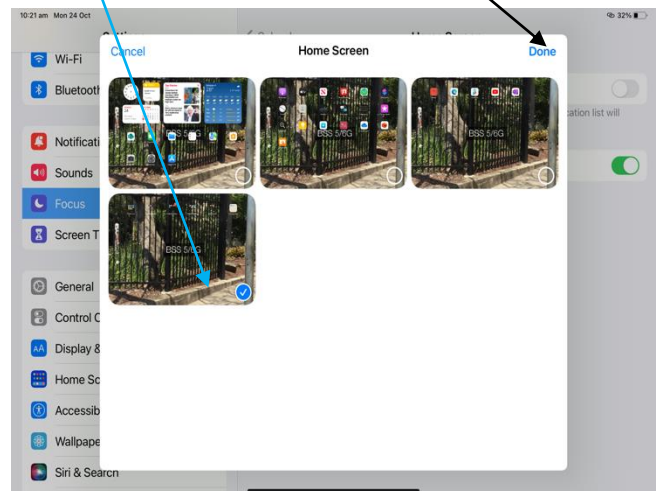 10:21 am Mon 24 Oct
32%
Cancel
Home Screen
Done
Wi-Fi
Bluetooth
cation list will
Notificati
Sounds
Focus
Screen T
General
Control C
Display &
Home Sc
Accessib
Wallpape
Siri & Search
BSS 5/6G
BSS 5/6G
BSS 5/6G
BSS 5/6G